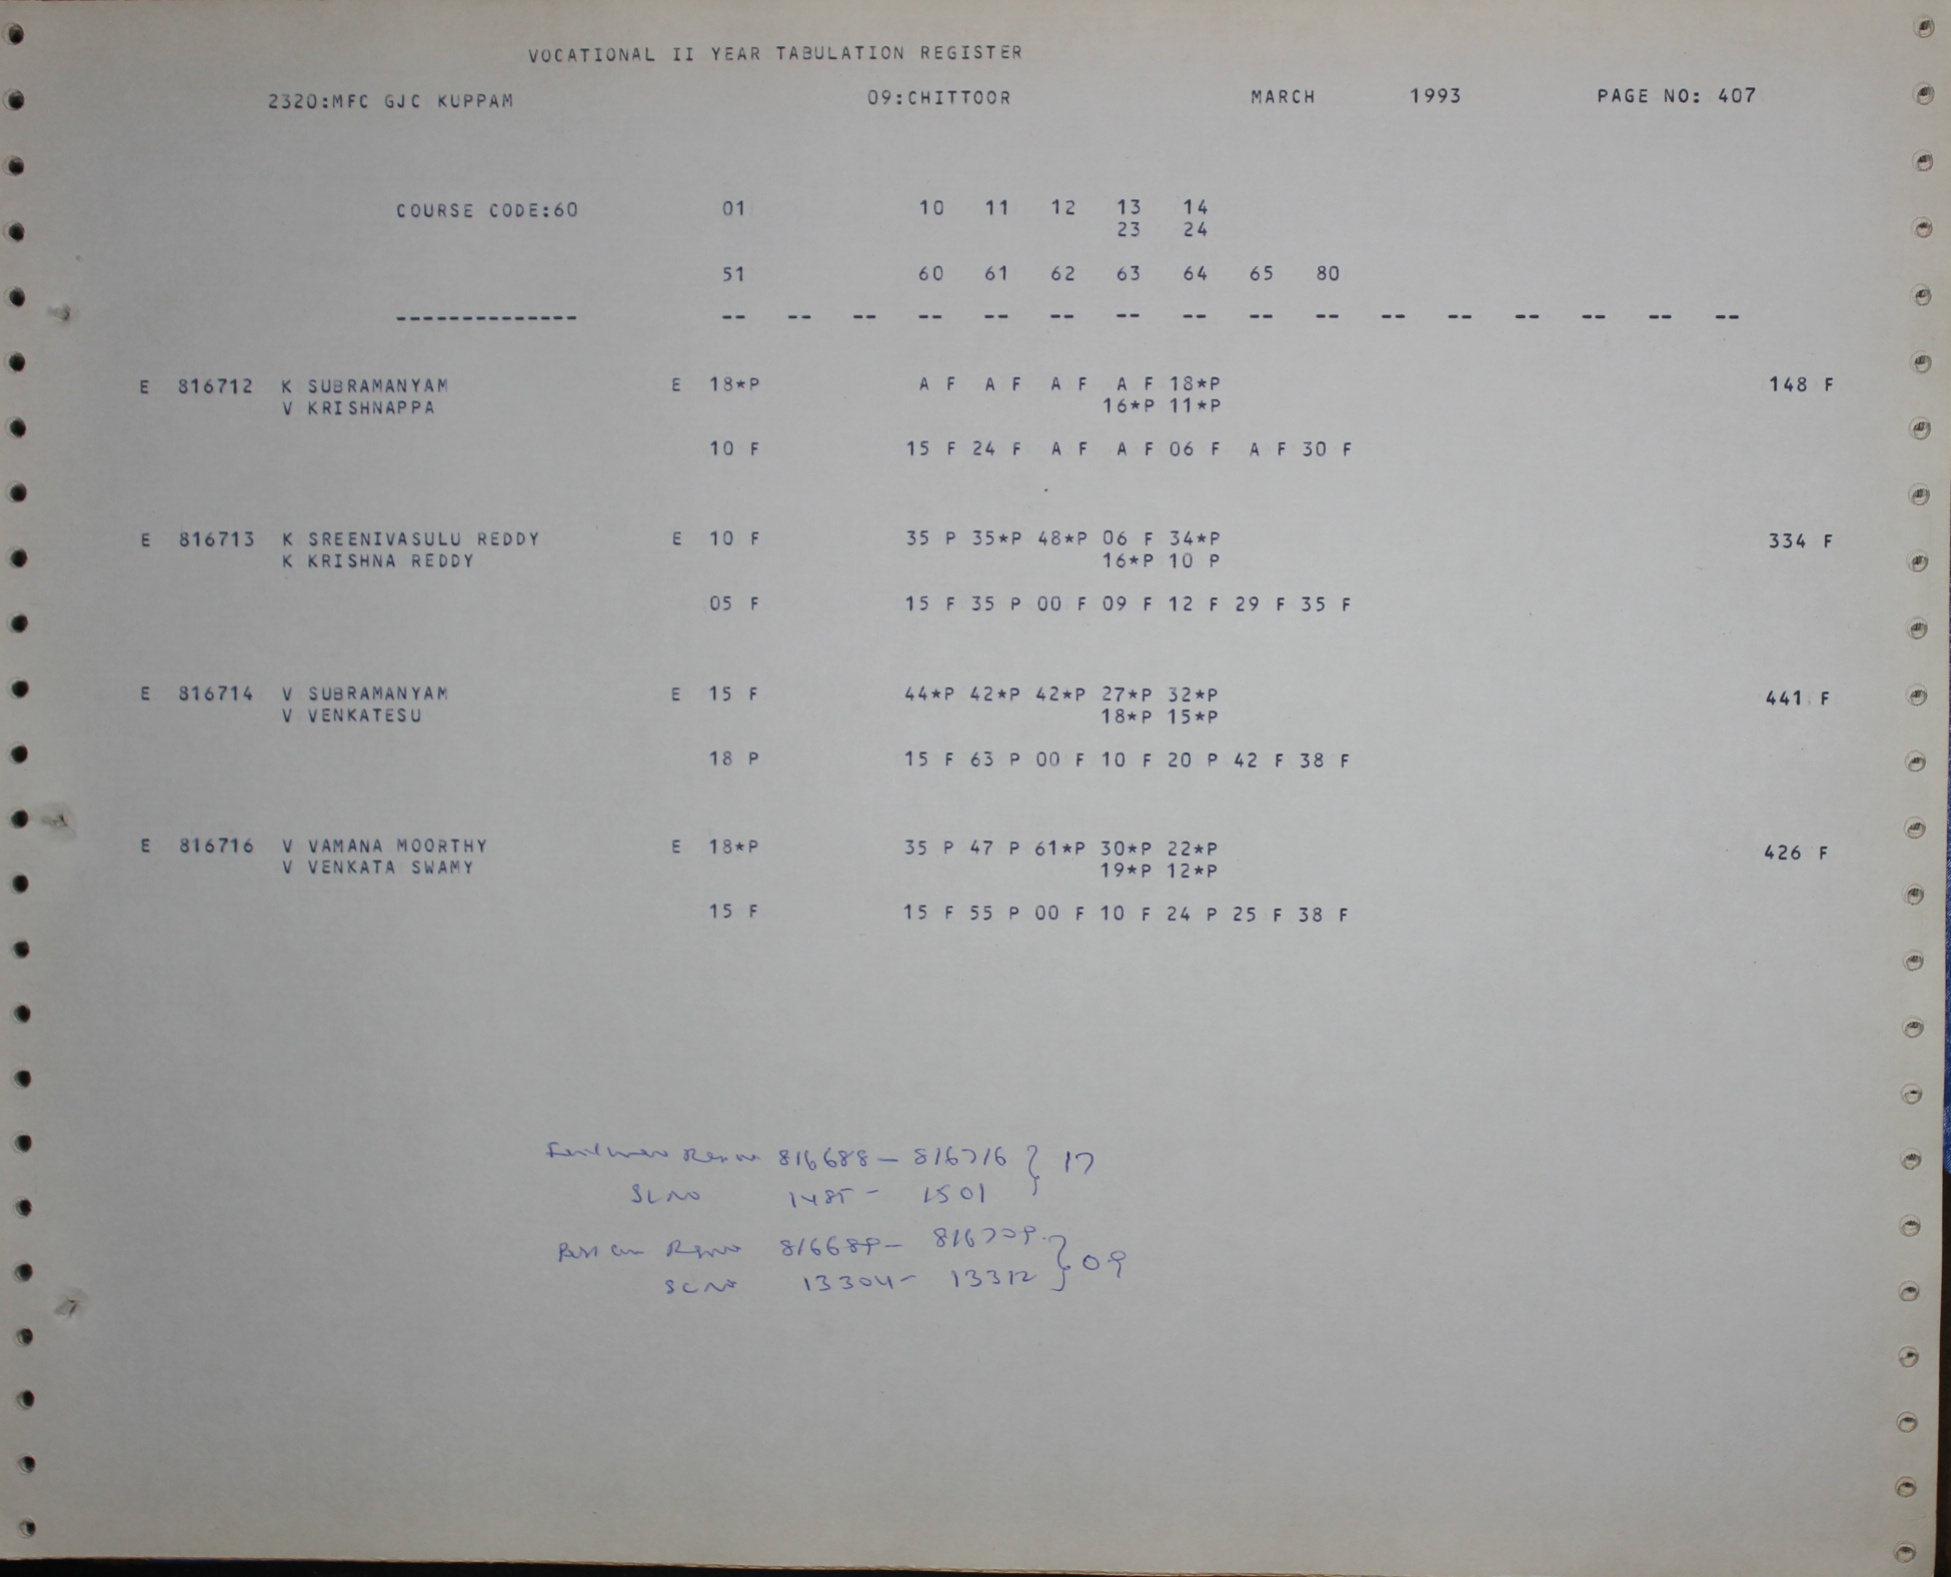 VOCATIONAL II YEAR TABULATION REGISTER
2320:MFC GJC KUPPAM 09:CHITTOOR MARCH 1993 PAGE NO: 407
COURSE CODE:60 01 10 11 12 13 14
23 24
51 60 61 62 63 64 65 80
-------------- -- -- -- -- -- -- -- -- -- -- -- -- -- -- -- --
E 816712 K SUBRAMANYAM E 18*P A F A F A F A F 18*P 148 F
V KRISHNAPPA 16*P 11*P
10 F 15 F 24 F A F A F 06 F A F 30 F
E 816713 K SREENIVASULU REDDY E 10 F 35 P 35*P 48*P 06 F 34*P 334 F
K KRISHNA REDDY 16*P 10 P
05 F 15 F 35 P 00 F 09 F 12 F 29 F 35 F
E 816714 V SUBRAMANYAM E 15 F 44*P 42*P 42*P 27*P 32*P 441 F
V VENKATESU 18*P 15*P
18 P 15 F 63 P 00 F 10 F 20 P 42 F 38 F
E 816716 V VAMANA MOORTHY E 18*P 35 P 47 P 61*P 30*P 22*P 426 F
V VENKATA SWAMY 19*P 12*P
15 F 15 F 55 P 00 F 10 F 24 P 25 F 38 F
816688 - 816716 } 17
SL NO 1485 - 1501
816689 - 816709 } 09
SL NO 13304 - 13312